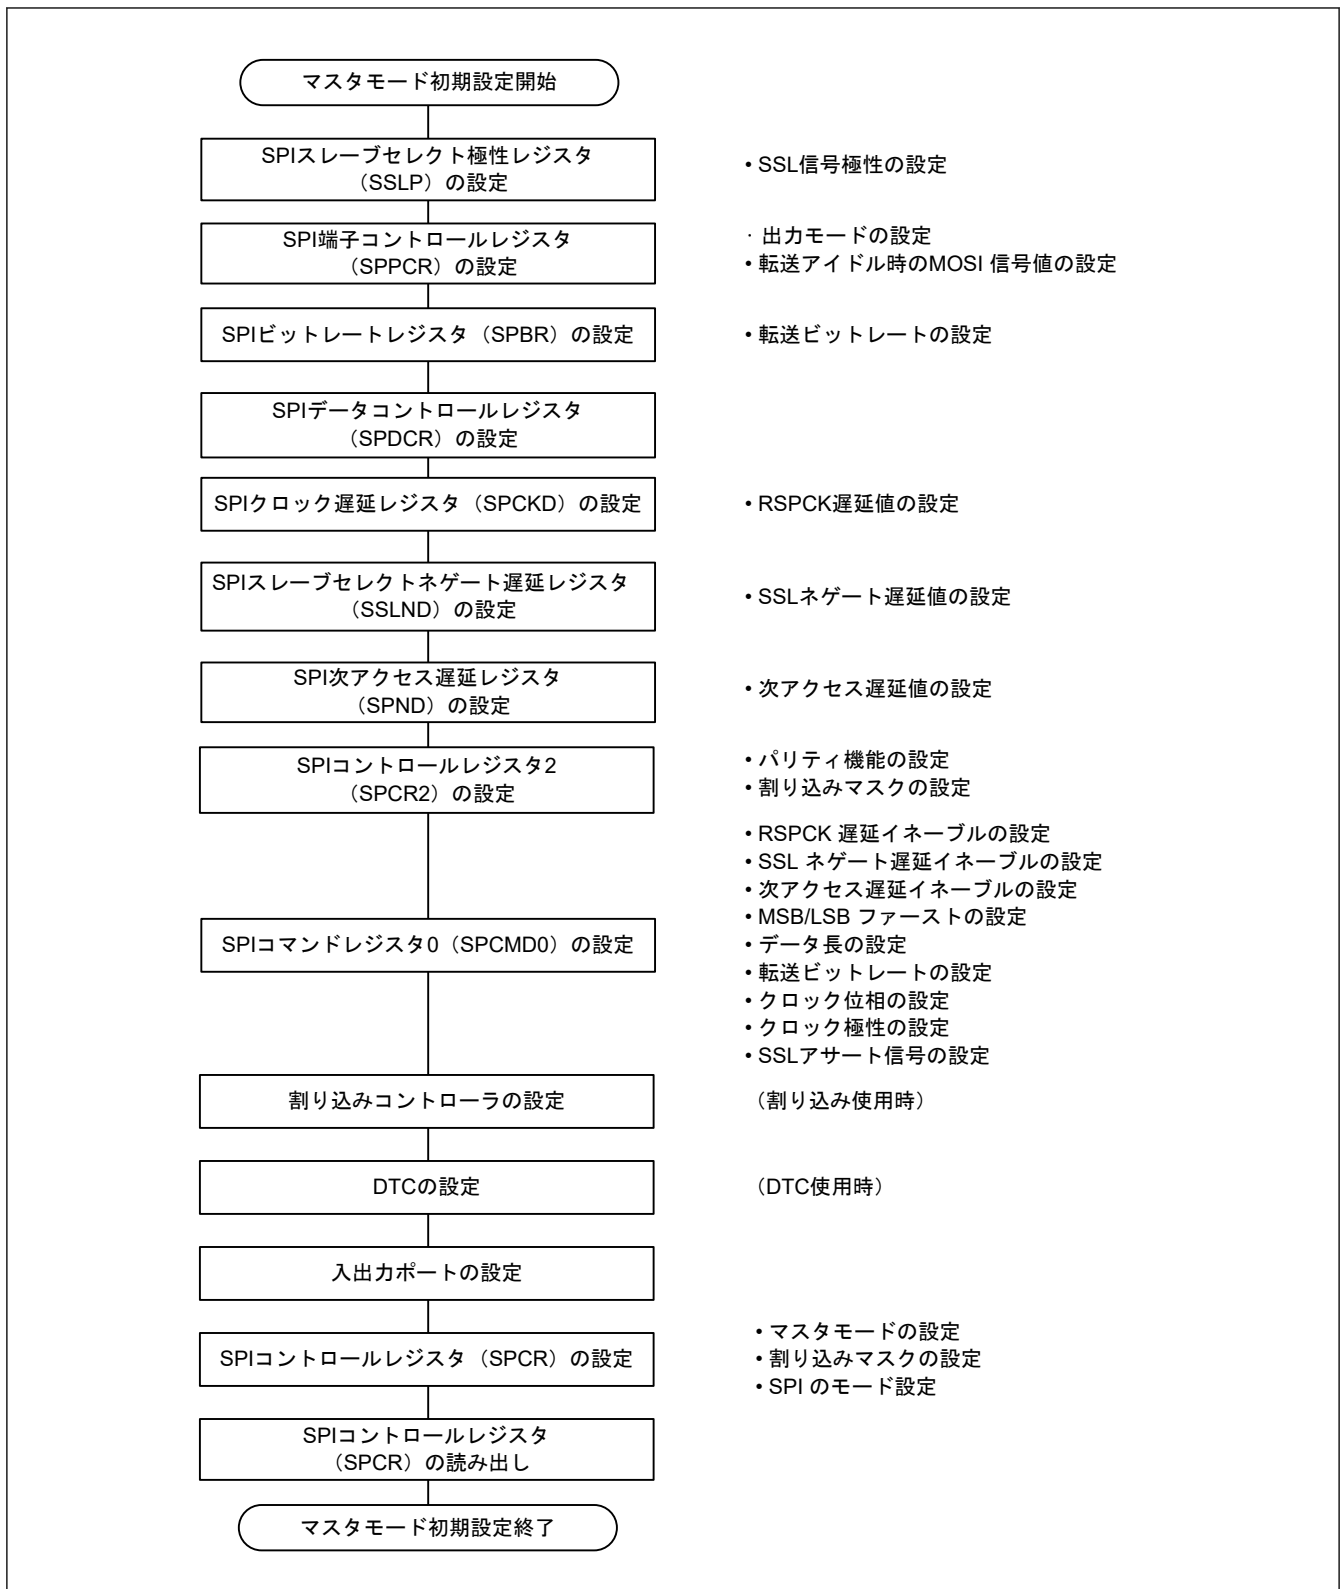 マスタモード初期設定開始
SPIスレーブセレクト極性レジスタ
（SSLP）の設定
• SSL信号極性の設定
SPI端子コントロールレジスタ
（SPPCR）の設定
· 出力モードの設定
• 転送アイドル時のMOSI 信号値の設定
SPIビットレートレジスタ（SPBR）の設定
• 転送ビットレートの設定
SPIデータコントロールレジスタ
（SPDCR）の設定
SPIクロック遅延レジスタ（SPCKD）の設定
• RSPCK遅延値の設定
SPIスレーブセレクトネゲート遅延レジスタ
（SSLND）の設定
• SSLネゲート遅延値の設定
SPI次アクセス遅延レジスタ
（SPND）の設定
• 次アクセス遅延値の設定
SPIコントロールレジスタ2
（SPCR2）の設定
• パリティ機能の設定
• 割り込みマスクの設定
SPIコマンドレジスタ0（SPCMD0）の設定
• RSPCK 遅延イネーブルの設定
• SSL ネゲート遅延イネーブルの設定
• 次アクセス遅延イネーブルの設定
• MSB/LSB ファーストの設定
• データ長の設定
• 転送ビットレートの設定
• クロック位相の設定
• クロック極性の設定
• SSLアサート信号の設定
割り込みコントローラの設定
（割り込み使用時）
DTCの設定
（DTC使用時）
入出力ポートの設定
SPIコントロールレジスタ（SPCR）の設定
• マスタモードの設定
• 割り込みマスクの設定
• SPI のモード設定
SPIコントロールレジスタ
（SPCR）の読み出し
マスタモード初期設定終了